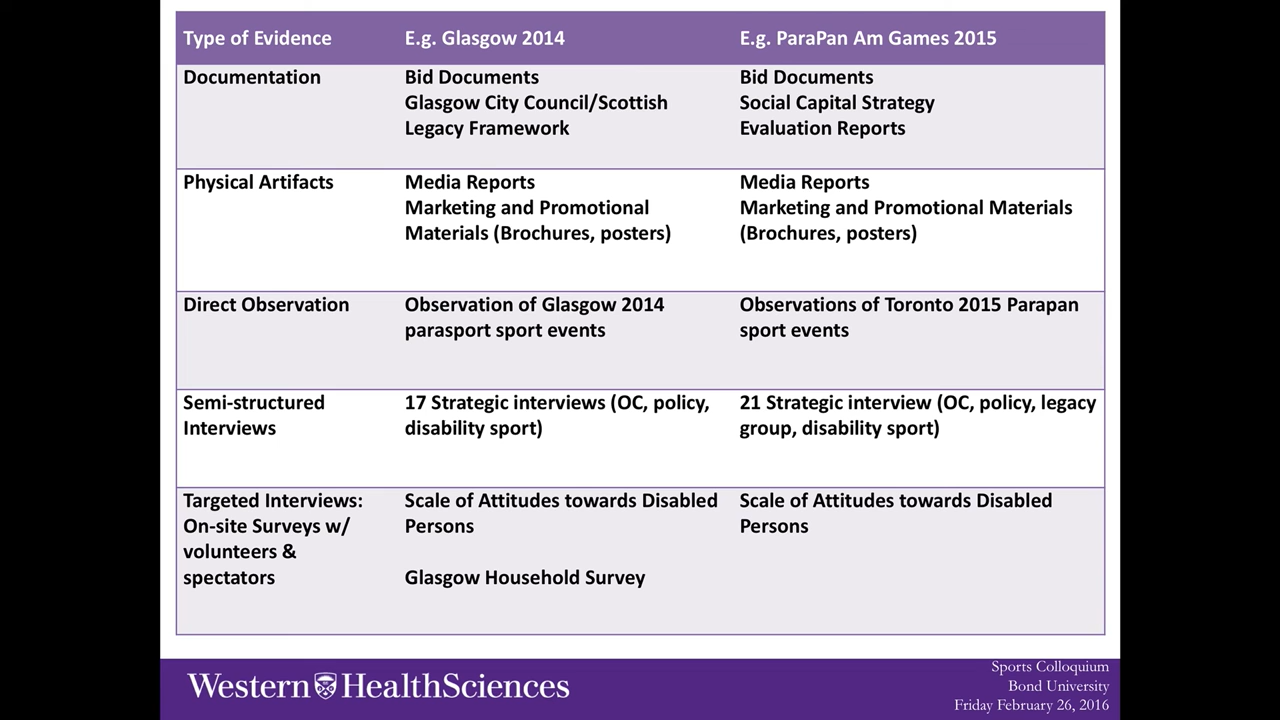 Type of Evidence
E.g. Glasgow 2014
E.g. ParaPan Am Games 2015
Documentation
Bid Documents
Glasgow City Council/Scottish
Legacy Framework
Bid Documents
Social Capital Strategy
Evaluation Reports
Physical Artifacts
Media Reports
Marketing and Promotional
Materials (Brochures, posters)
Media Reports
Marketing and Promotional Materials
(Brochures, posters)
Direct Observation
Observation of Glasgow 2014
parasport sport events
Observations of Toronto 2015 Parapan
sport events
Semi-structured
Interviews
17 Strategic interviews (OC, policy,
disability sport)
21 Strategic interview (OC, policy, legacy
group, disability sport)
Targeted Interviews:
On-site Surveys w/
volunteers &
spectators
Scale of Attitudes towards Disabled
Persons
Glasgow Household Survey
Scale of Attitudes towards Disabled
Persons
Western HealthSciences
Sports Colloquium
Bond University
Friday February 26, 2016